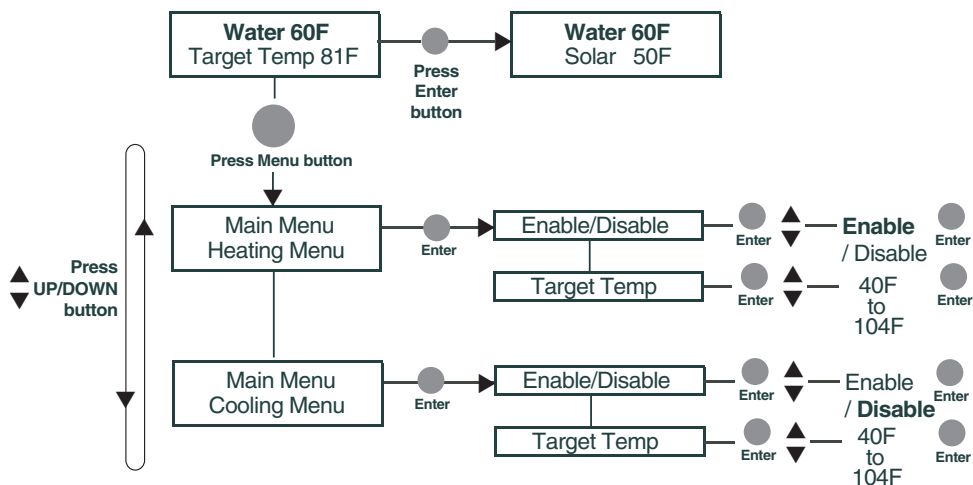 Water 60F
Target Temp 81F
Press
Enter
button
Water 60F
Solar 50F
Press Menu button
Press
UP/DOWN
button
Main Menu
Heating Menu
Enter
Enable/Disable
Enter
Enable
/ Disable
Enter
Target Temp
Enter
40F
to
104F
Enter
Main Menu
Cooling Menu
Enter
Enable/Disable
Enter
Enable
/ Disable
Enter
Target Temp
Enter
40F
to
104F
Enter